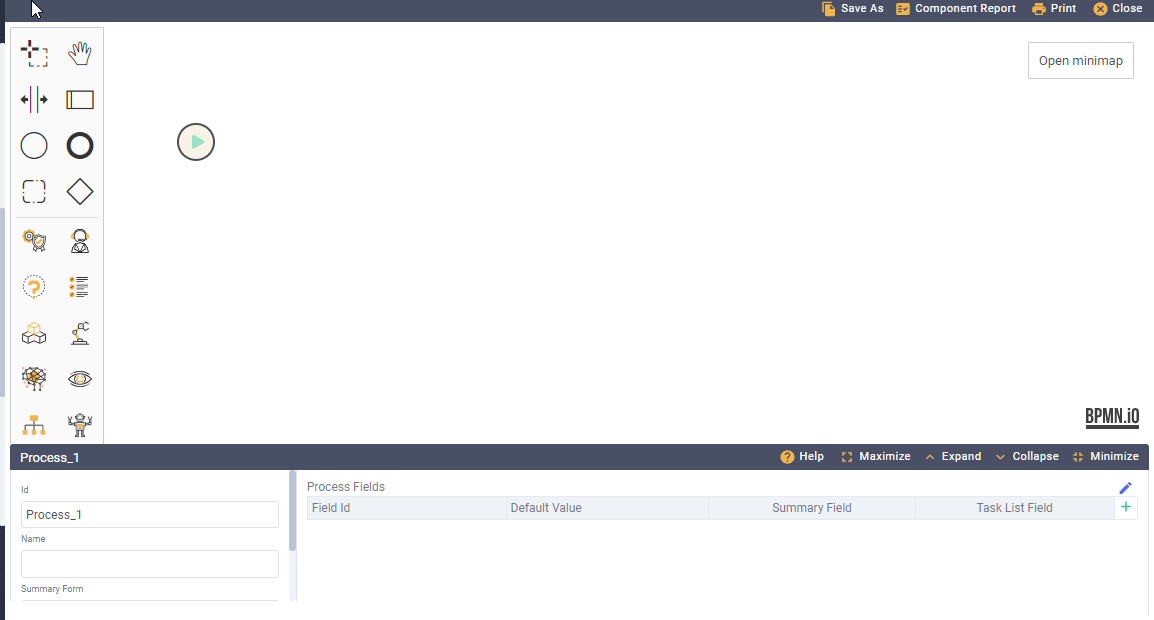 Save As Component Report Print Close
Open minimap
BPMN.iO
Process_1 Help Maximize Expand Collapse Minimize
Id
Process_1
Name
Summary Form
Process Fields
Field Id Default Value Summary Field Task List Field